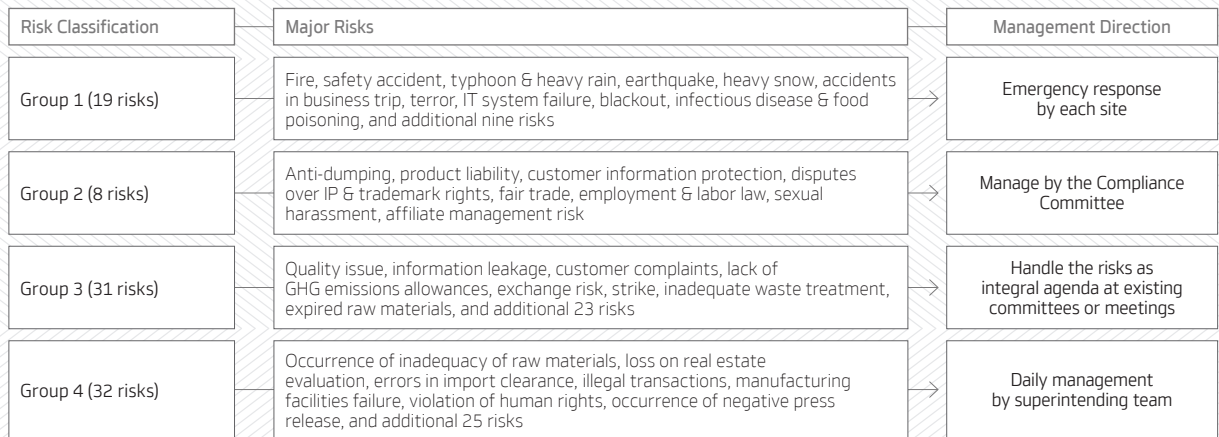 Risk Classification
Major Risks
Management Direction
Group 1 (19 risks)
Fire, safety accident, typhoon & heavy rain, earthquake, heavy snow, accidents
in business trip, terror, IT system failure, blackout, infectious disease & food
poisoning, and additional nine risks
Emergency response
by each site
Group 2 (8 risks)
Anti-dumping, product liability, customer information protection, disputes
over IP & trademark rights, fair trade, employment & labor law, sexual
harassment, affiliate management risk
Manage by the Compliance
Committee
Group 3 (31 risks)
Quality issue, information leakage, customer complaints, lack of
GHG emissions allowances, exchange risk, strike, inadequate waste treatment,
expired raw materials, and additional 23 risks
Handle the risks as
integral agenda at existing
committees or meetings
Group 4 (32 risks)
Occurrence of inadequacy of raw materials, loss on real estate
evaluation, errors in import clearance, illegal transactions, manufacturing
facilities failure, violation of human rights, occurrence of negative press
release, and additional 25 risks
Daily management
by superintending team